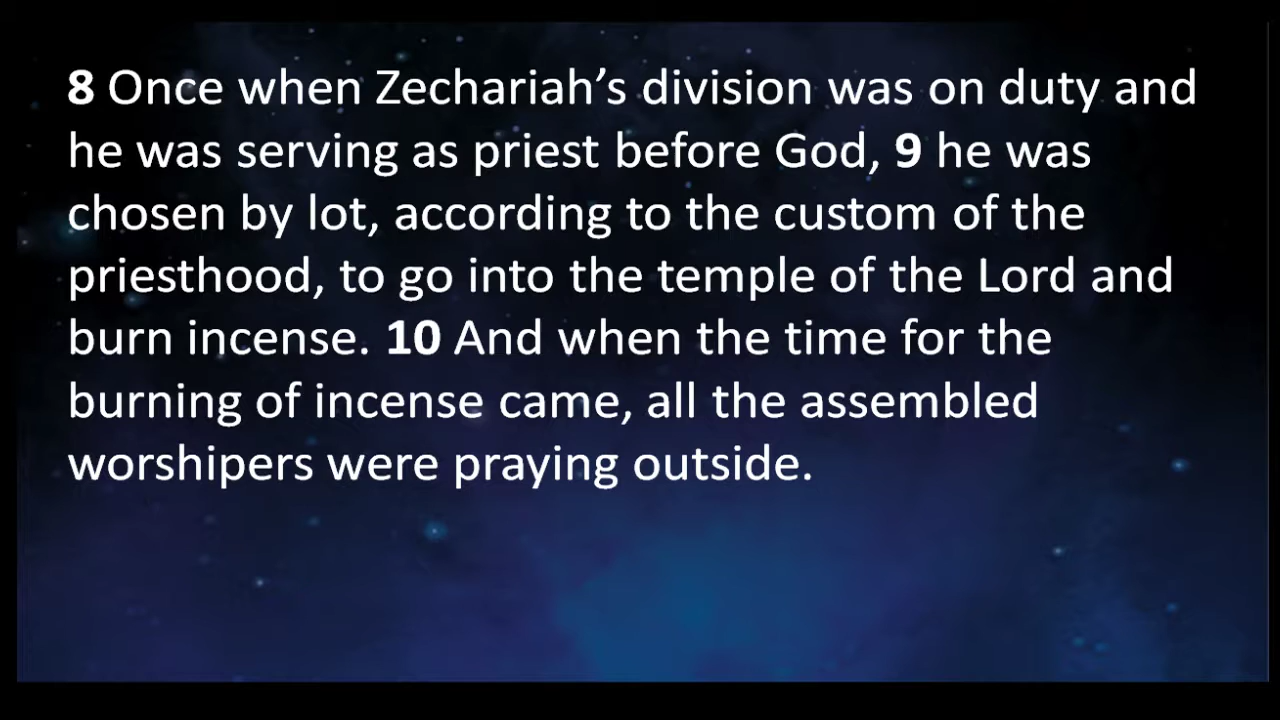 8 Once when Zechariah’s division was on duty and
he was serving as priest before God, 9 he was
chosen by lot, according to the custom of the
priesthood, to go into the temple of the Lord and
burn incense. 10 And when the time for the
burning of incense came, all the assembled
worshipers were praying outside.